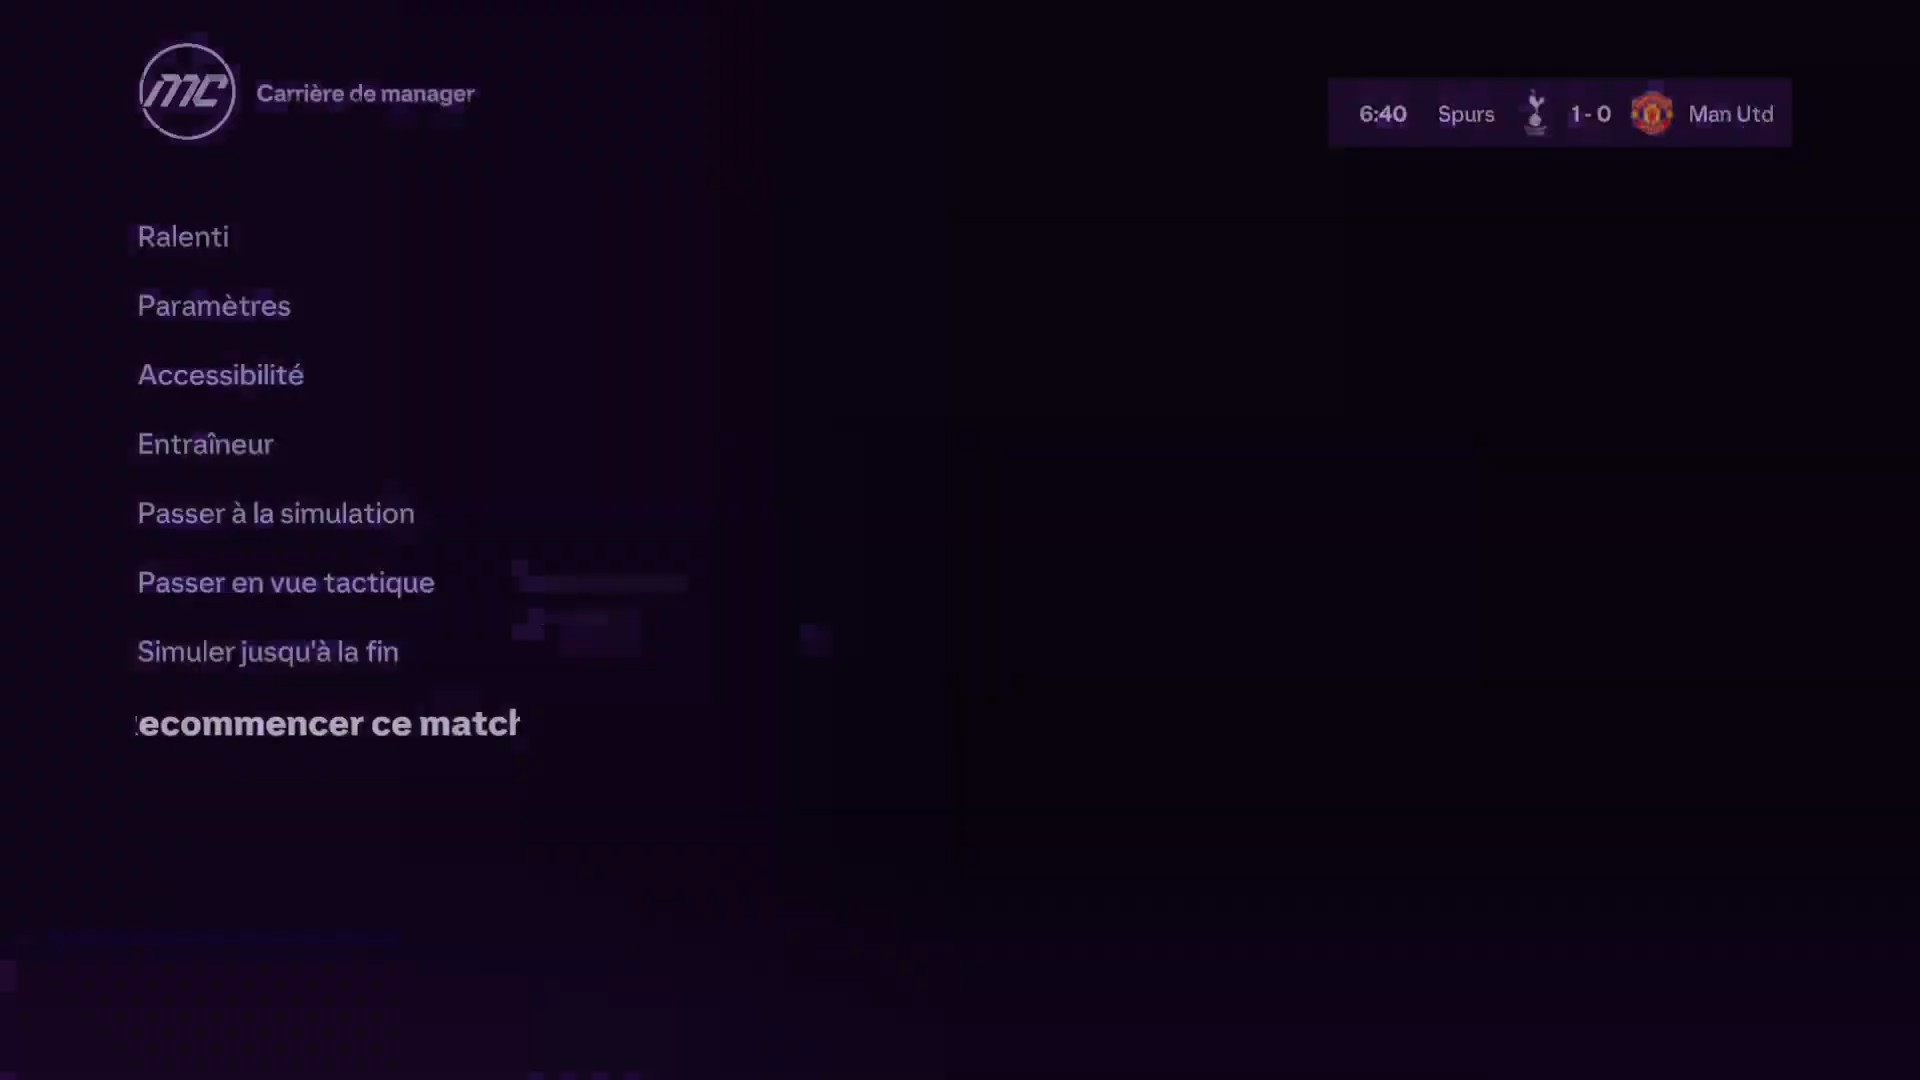 MC
Carrière de manager
6:40 Spurs 1-0 Man Utd
Ralenti
Paramètres
Accessibilité
Entraîneur
Passer à la simulation
Passer en vue tactique
Simuler jusqu'à la fin
ecommencer ce match